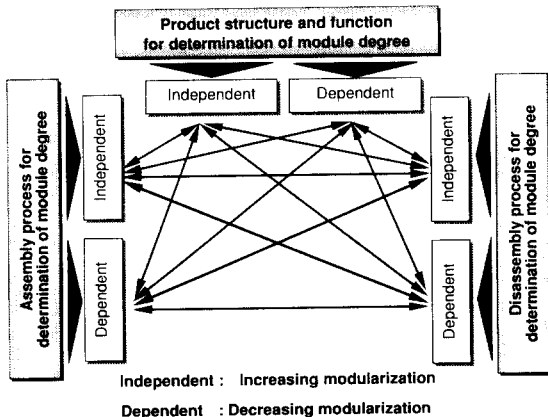 Product structure and function
for determination of module degree
Independent
Dependent
Assembly process for
determination of module degree
Independent
Dependent
Independent
Dependent
Disassembly process for
determination of module degree
Independent : Increasing modularization
Dependent : Decreasing modularization